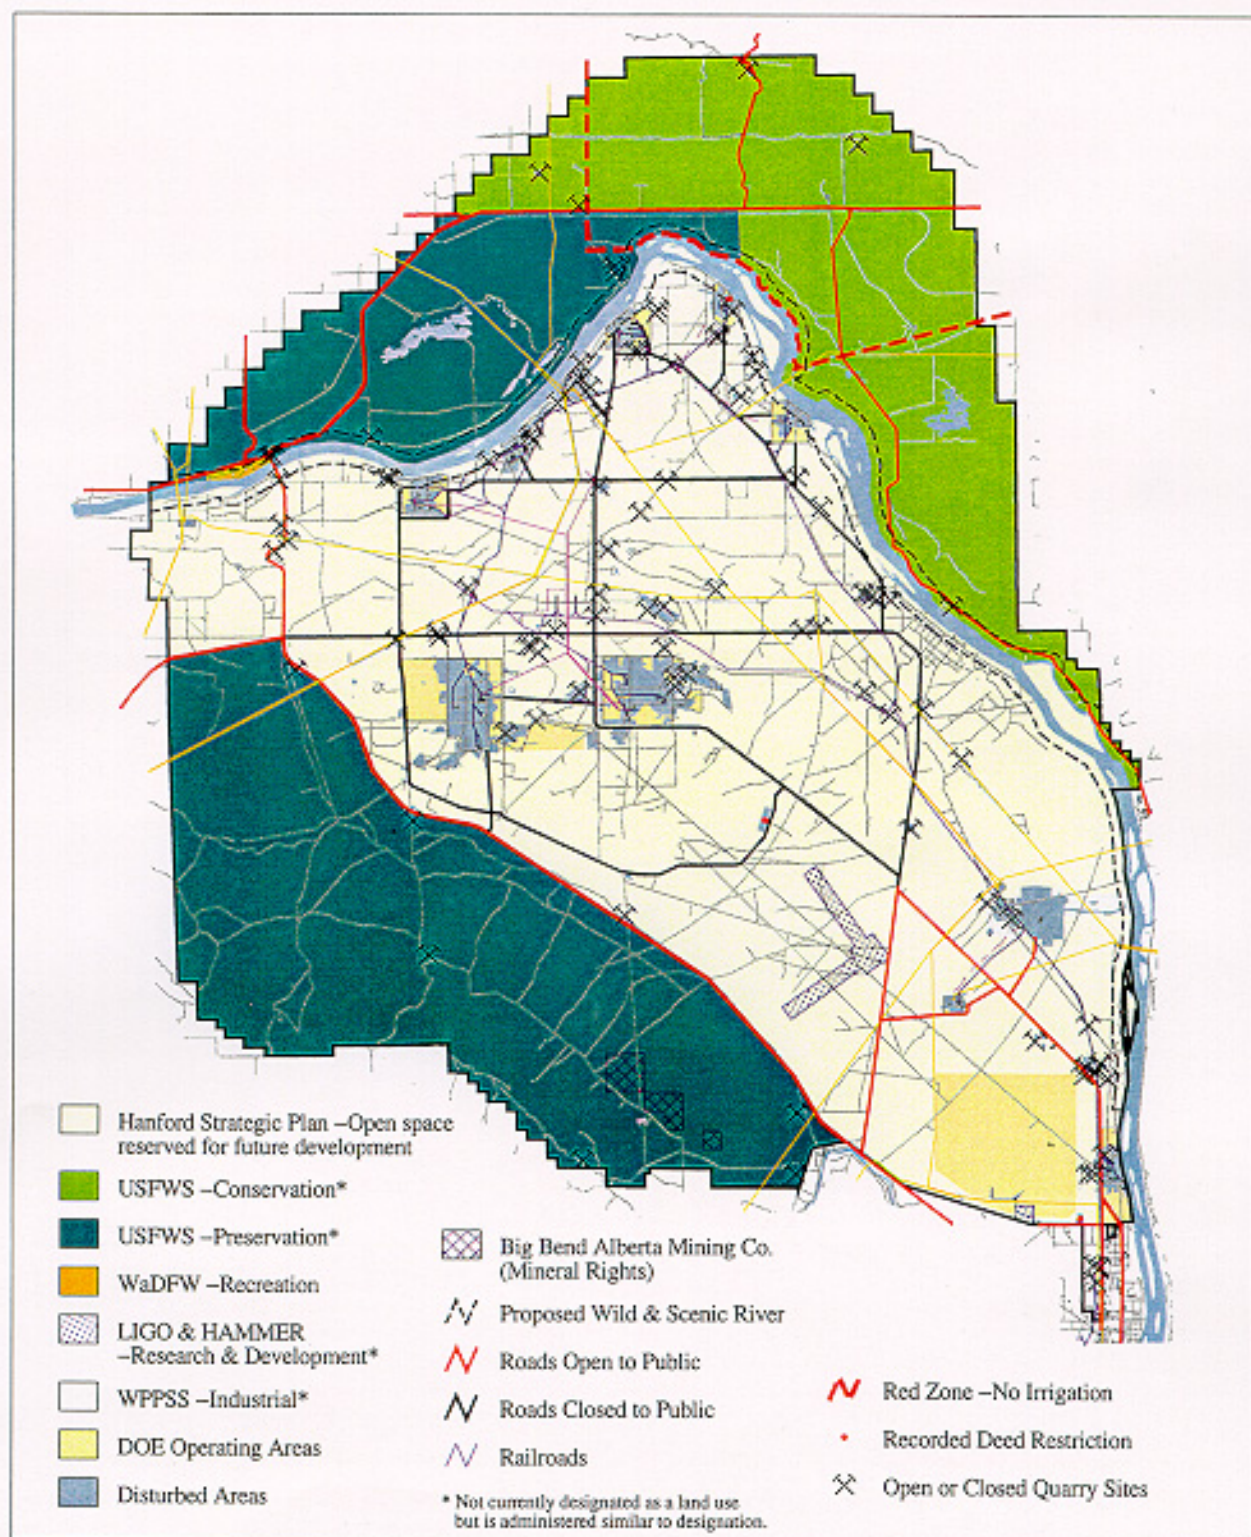 Hanford Strategic Plan –Open space
reserved for future development
USFWS –Conservation*
USFWS –Preservation*
WaDFW –Recreation
LIGO & HAMMER
–Research & Development*
WPPSS –Industrial*
DOE Operating Areas
Disturbed Areas
Big Bend Alberta Mining Co.
(Mineral Rights)
Proposed Wild & Scenic River
Roads Open to Public
Roads Closed to Public
Railroads
* Not currently designated as a land use
but is administered similar to designation.
Red Zone –No Irrigation
Recorded Deed Restriction
Open or Closed Quarry Sites